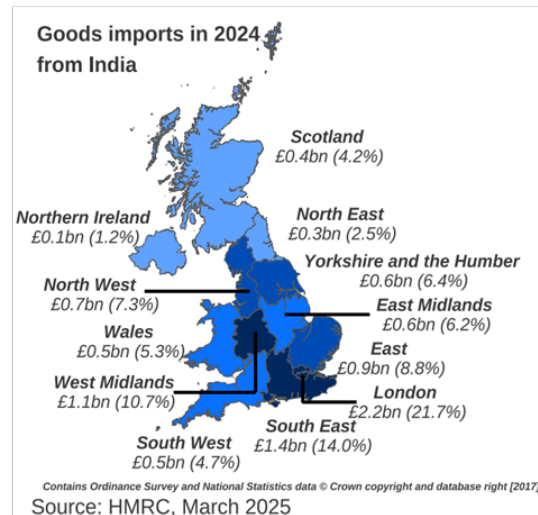 Goods imports in 2024
from India
Scotland
£0.4bn (4.2%)
Northern Ireland
£0.1bn (1.2%)
North East
£0.3bn (2.5%)
Yorkshire and the Humber
£0.6bn (6.4%)
North West
£0.7bn (7.3%)
East Midlands
£0.6bn (6.2%)
Wales
£0.5bn (5.3%)
East
£0.9bn (8.8%)
West Midlands
£1.1bn (10.7%)
London
£2.2bn (21.7%)
South East
£1.4bn (14.0%)
South West
£0.5bn (4.7%)
Contains Ordinance Survey and National Statistics data © Crown copyright and database right [2017]
Source: HMRC, March 2025